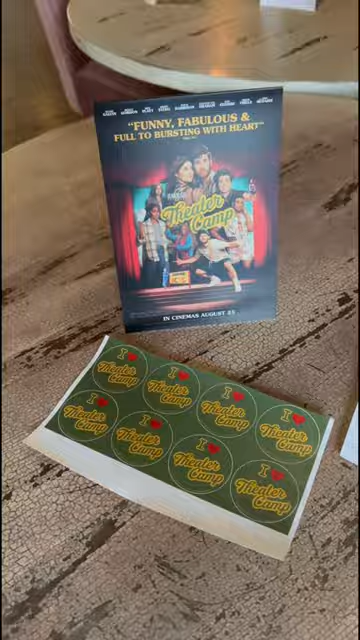 "FUNNY, FABULOUS &
FULL TO BURSTING WITH HEART"
Theater
Camp
IN CINEMAS AUGUST 25
I ❤
Theater
Camp
I ❤
Theater
Camp
I ❤
Theater
Camp
I ❤
Theater
Camp
I ❤
Theater
Camp
I ❤
Theater
Camp
I ❤
Theater
Camp
I ❤
Theater
Camp